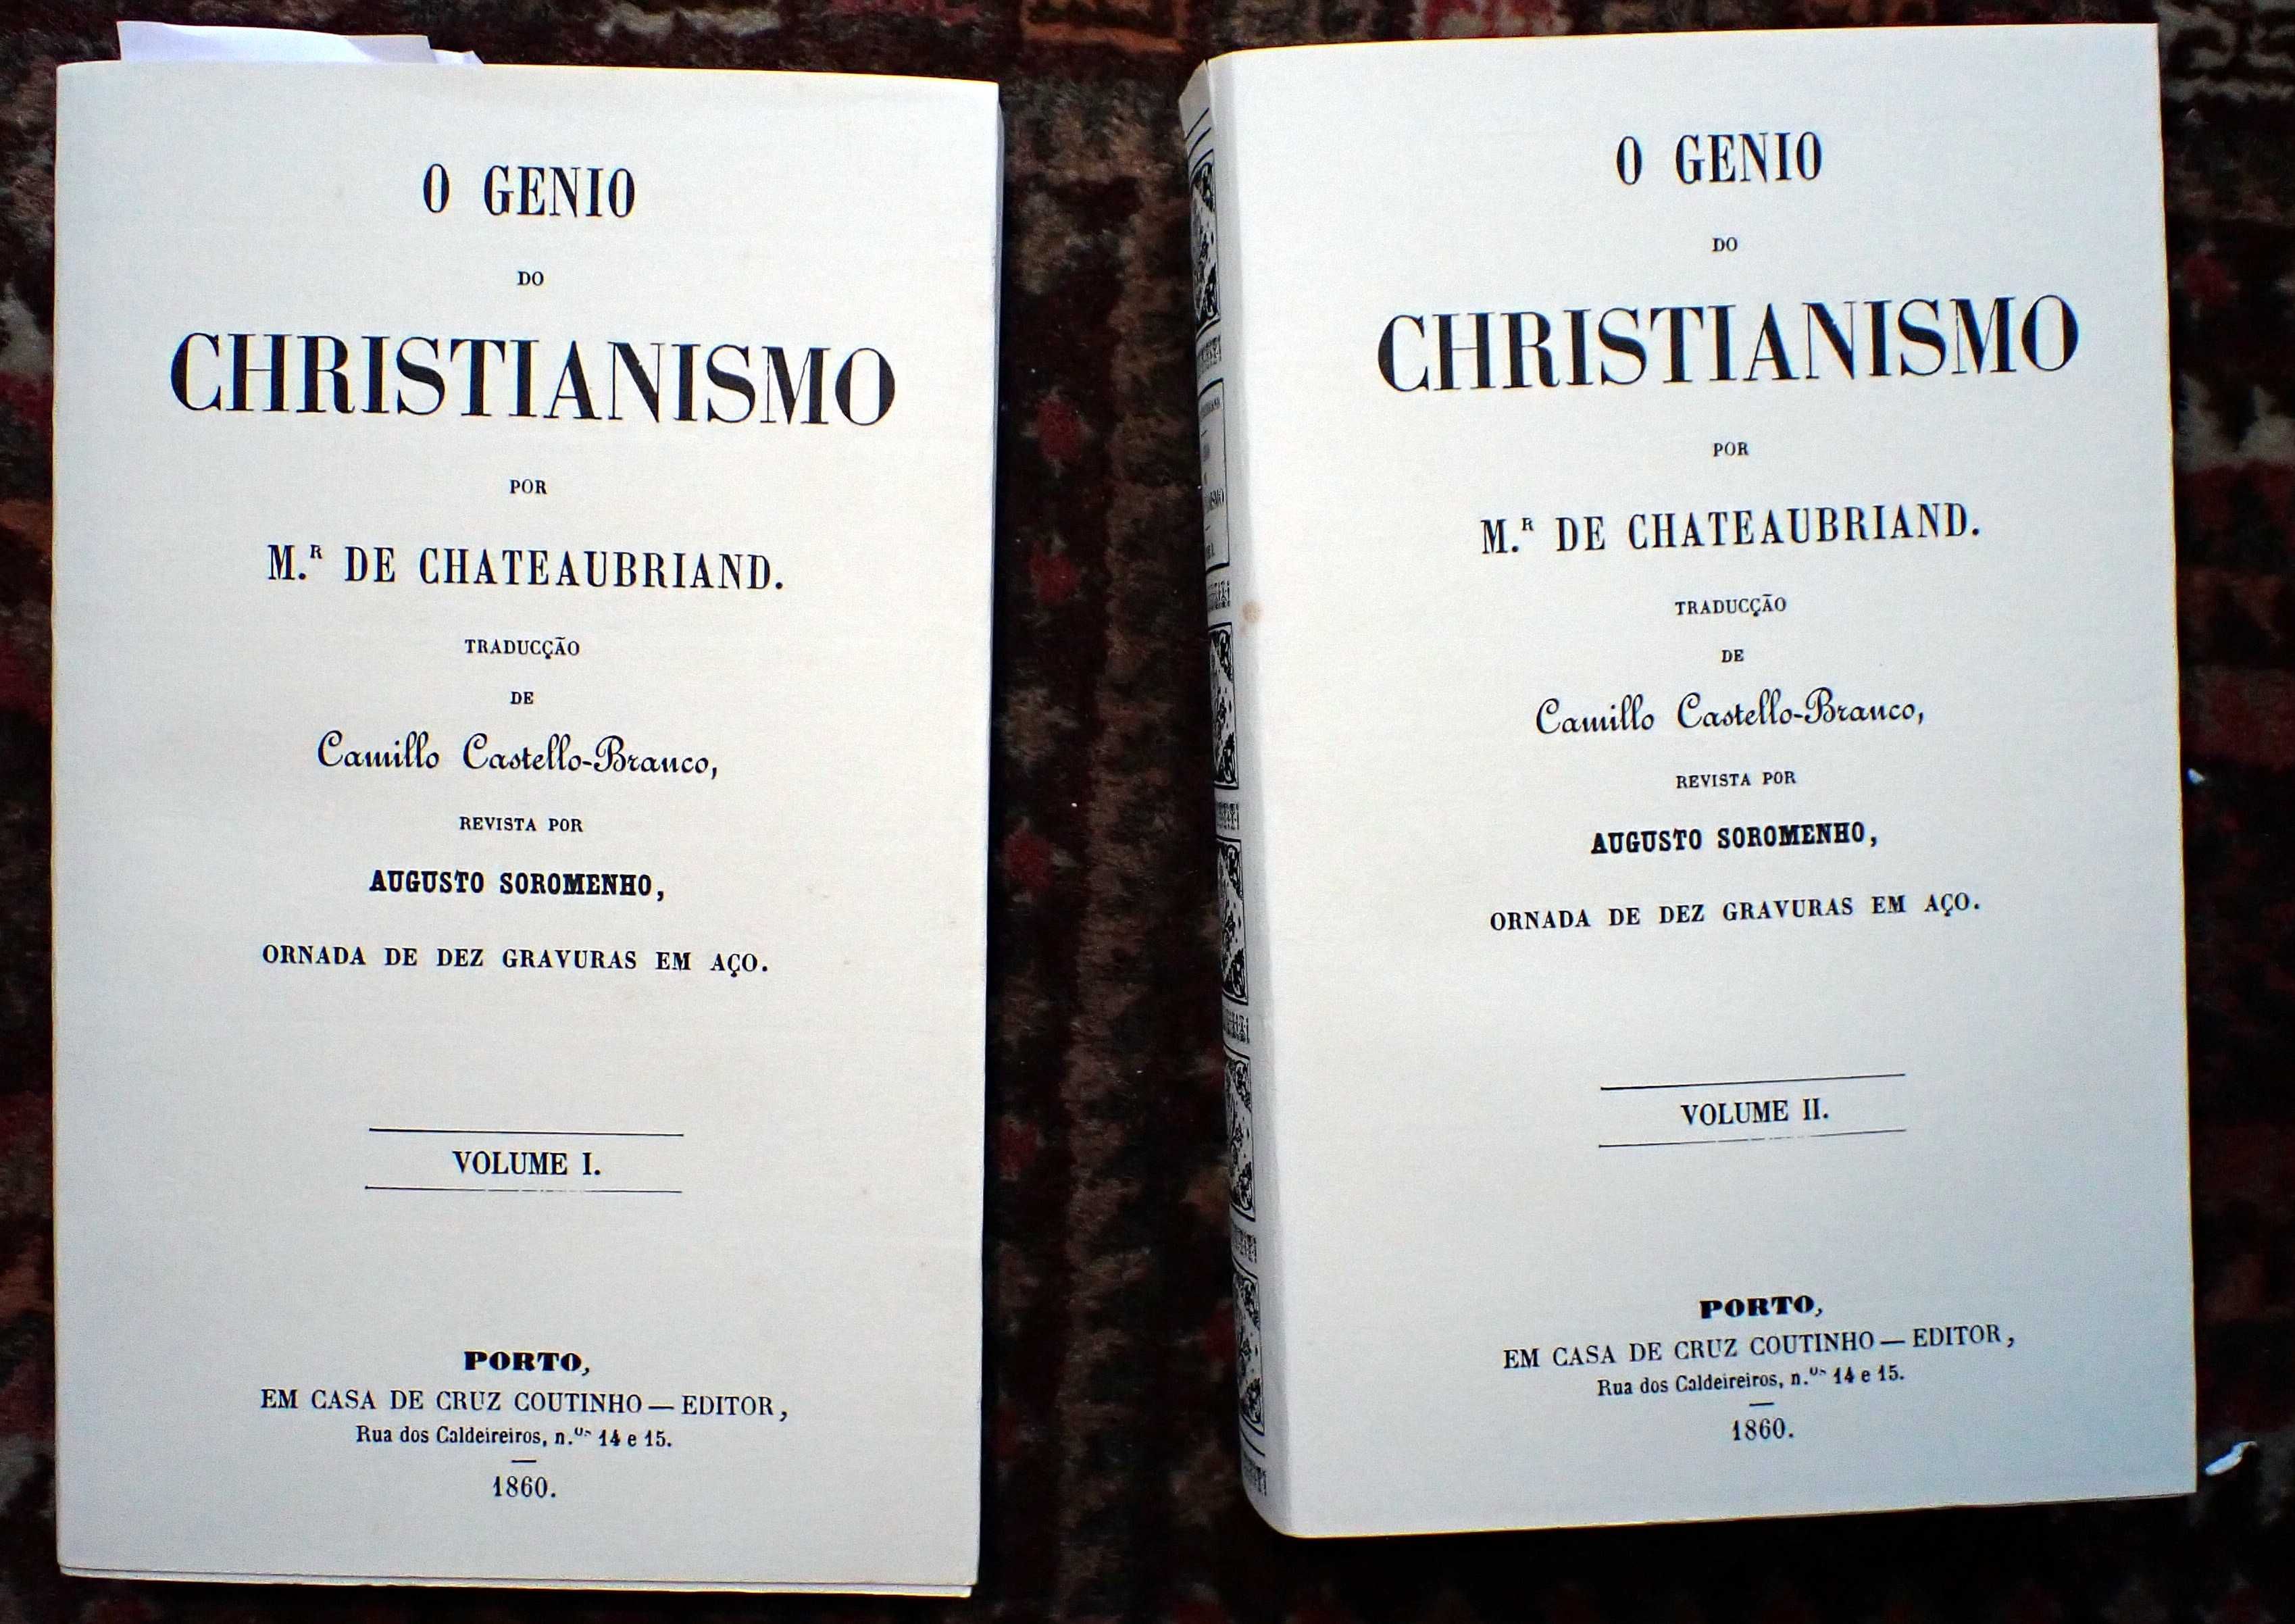 O GENIO
DO
CHRISTIANISMO
POR
M.ᴿ DE CHATEAUBRIAND.
TRADUCÇÃO
DE
Camillo Castello-Branco,
REVISTA POR
AUGUSTO SOROMENHO,
ORNADA DE DEZ GRAVURAS EM AÇO.
VOLUME I.
PORTO,
EM CASA DE CRUZ COUTINHO — EDITOR,
Rua dos Caldeireiros, n.ᵒˢ 14 e 15.
1860.
O GENIO
DO
CHRISTIANISMO
POR
M.ᴿ DE CHATEAUBRIAND.
TRADUCÇÃO
DE
Camillo Castello-Branco,
REVISTA POR
AUGUSTO SOROMENHO,
ORNADA DE DEZ GRAVURAS EM AÇO.
VOLUME II.
PORTO,
EM CASA DE CRUZ COUTINHO — EDITOR,
Rua dos Caldeireiros, n.ᵒˢ 14 e 15.
1860.